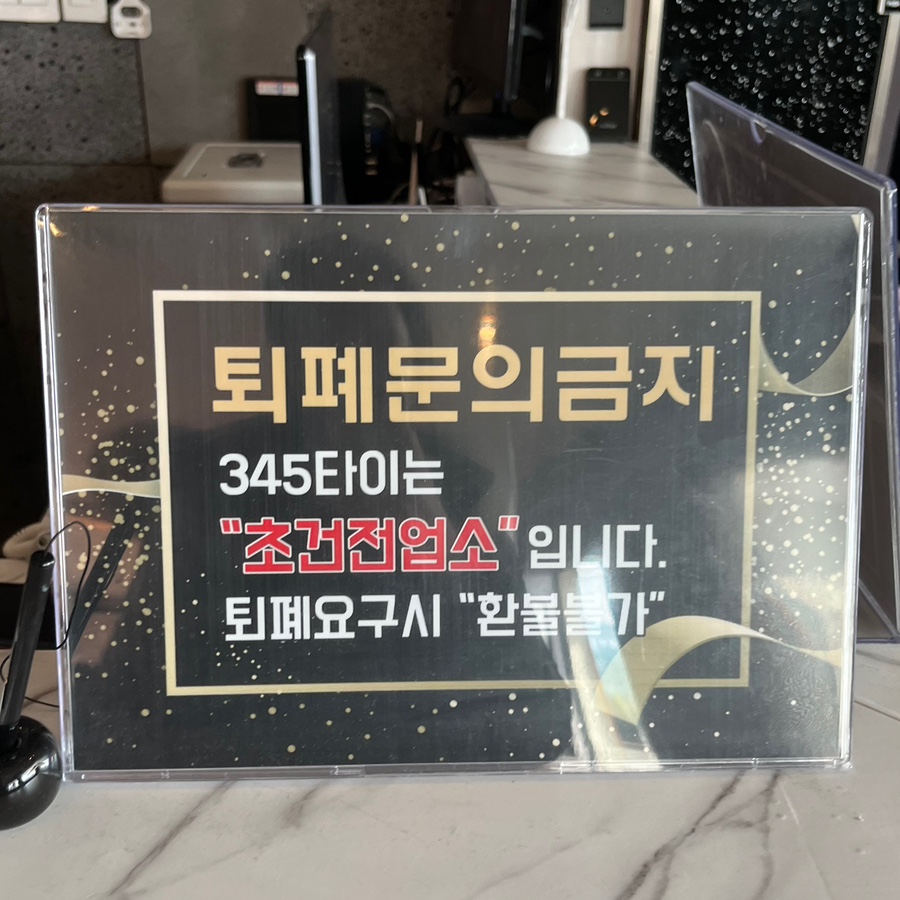 퇴폐문의금지
345타이는
"초건전업소" 입니다.
퇴폐요구시 "환불불가"